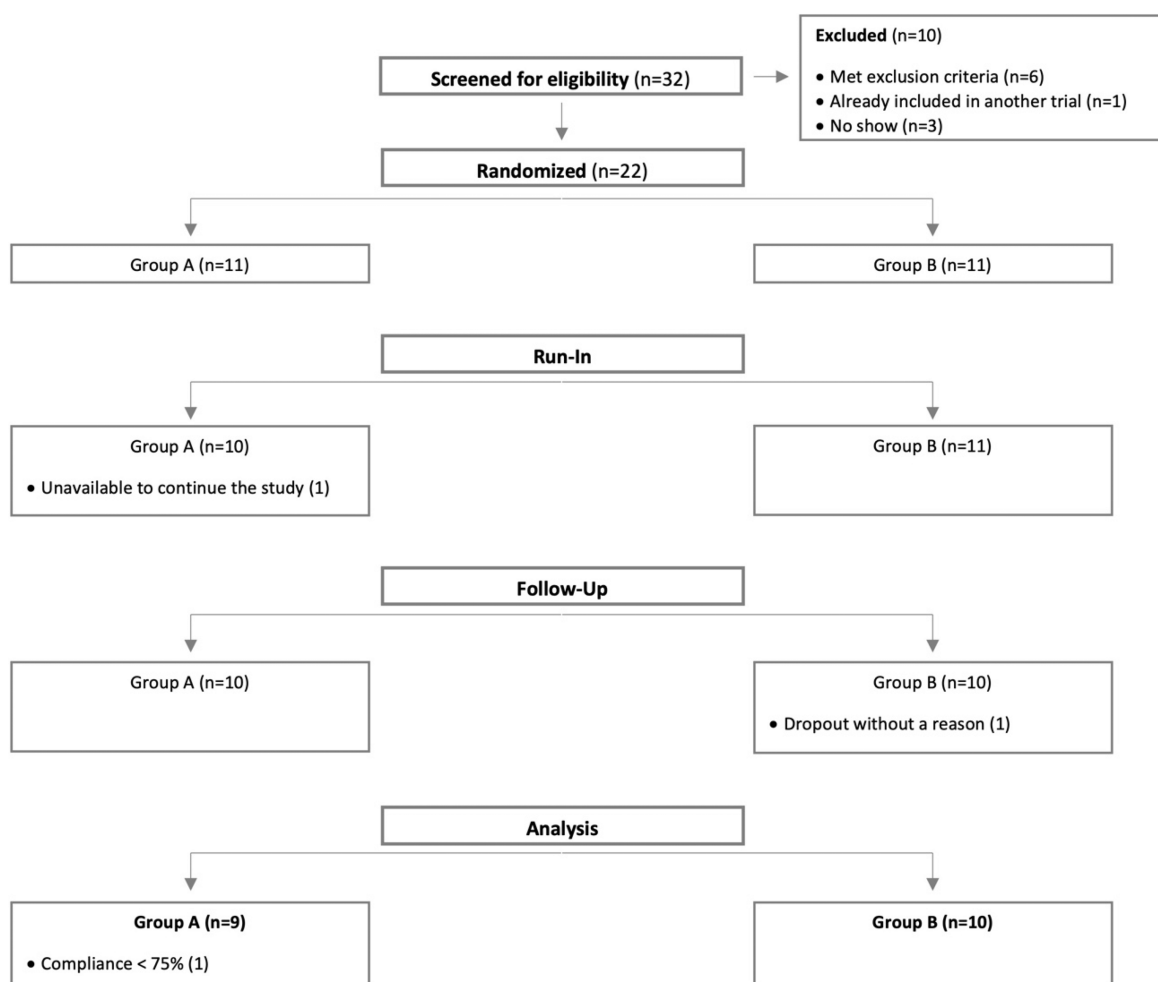 Screened for eligibility (n=32)
Excluded (n=10)
• Met exclusion criteria (n=6)
• Already included in another trial (n=1)
• No show (n=3)
Randomized (n=22)
Group A (n=11)
Group B (n=11)
Run-In
Group A (n=10)
• Unavailable to continue the study (1)
Group B (n=11)
Follow-Up
Group A (n=10)
Group B (n=10)
• Dropout without a reason (1)
Analysis
Group A (n=9)
• Compliance < 75% (1)
Group B (n=10)